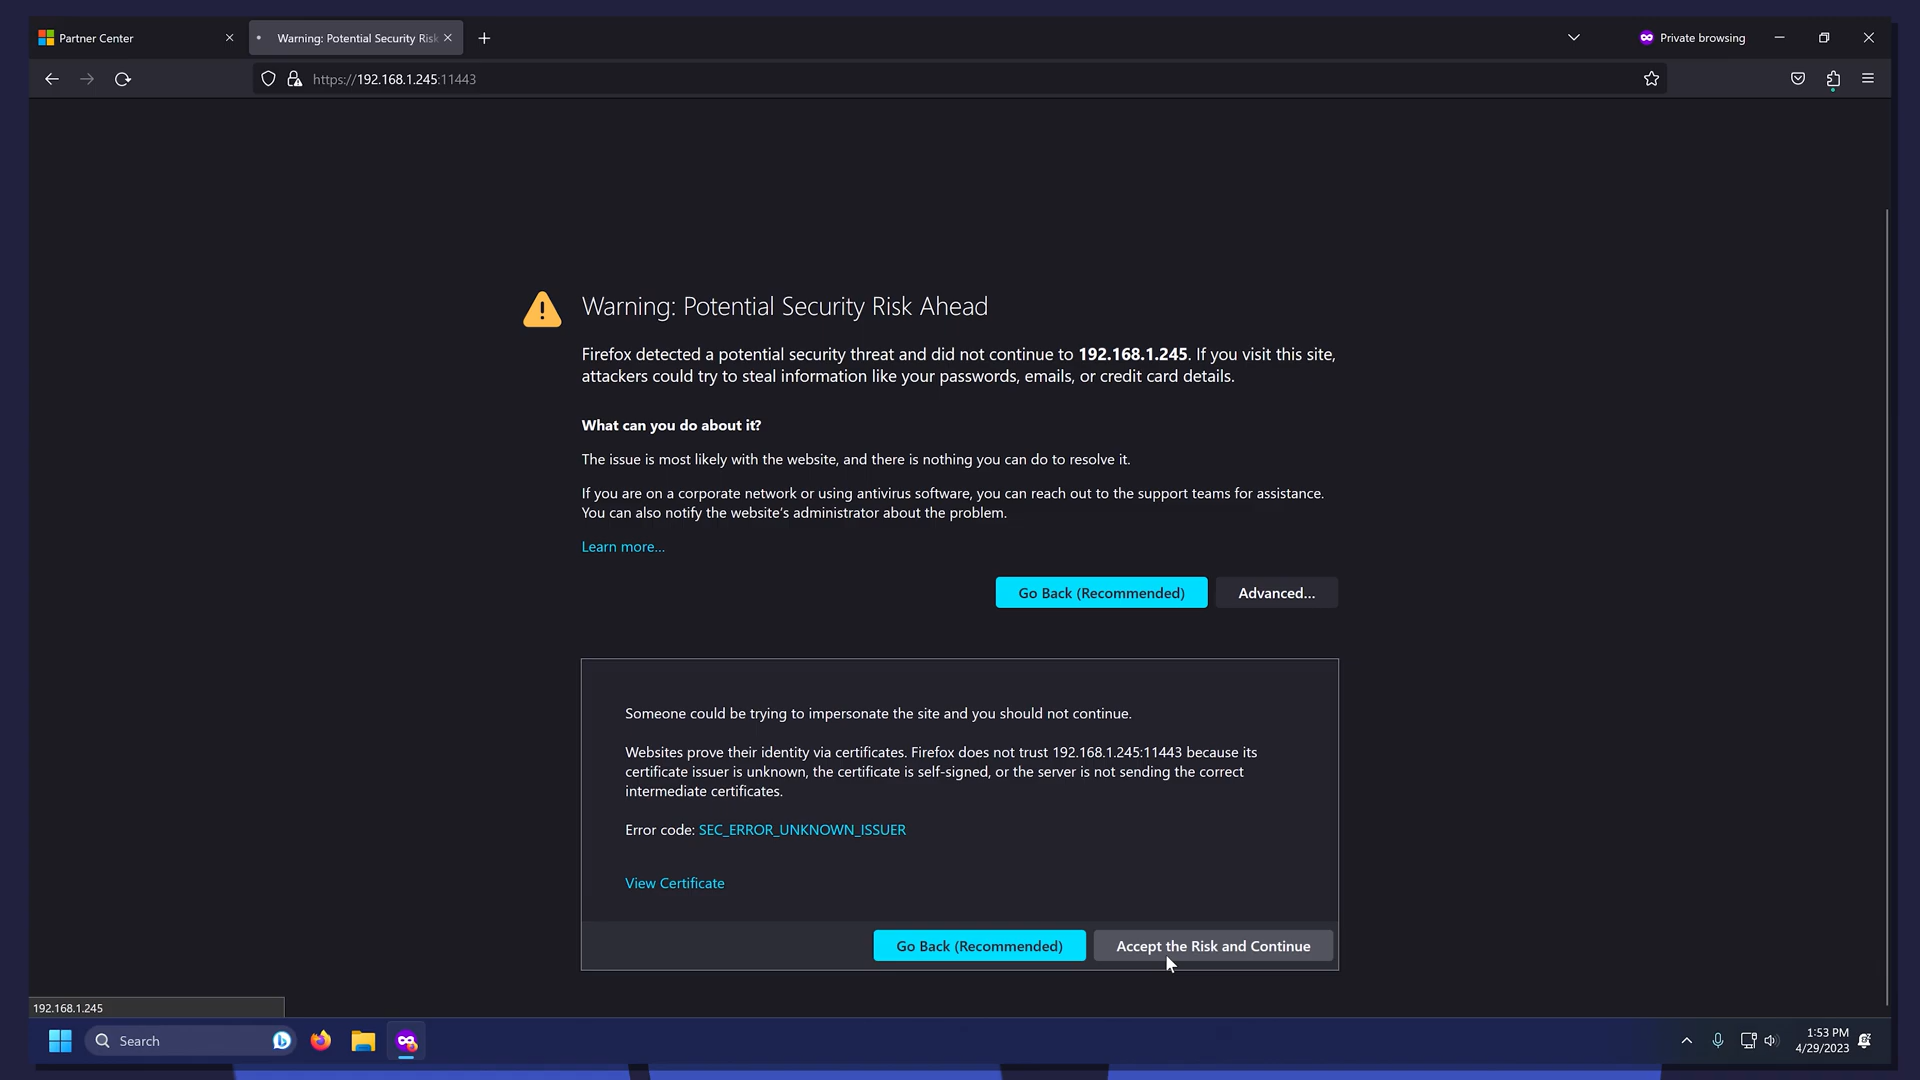 Partner Center
Warning: Potential Security Risk
Private browsing
https://192.168.1.245:11443
Warning: Potential Security Risk Ahead
Firefox detected a potential security threat and did not continue to 192.168.1.245. If you visit this site,
attackers could try to steal information like your passwords, emails, or credit card details.
What can you do about it?
The issue is most likely with the website, and there is nothing you can do to resolve it.
If you are on a corporate network or using antivirus software, you can reach out to the support teams for assistance.
You can also notify the website's administrator about the problem.
Learn more...
Go Back (Recommended)
Advanced...
Someone could be trying to impersonate the site and you should not continue.
Websites prove their identity via certificates. Firefox does not trust 192.168.1.245:11443 because its
certificate issuer is unknown, the certificate is self-signed, or the server is not sending the correct
intermediate certificates.
Error code: SEC_ERROR_UNKNOWN_ISSUER
View Certificate
Go Back (Recommended)
Accept the Risk and Continue
192.168.1.245
Search
1:53 PM
4/29/2023